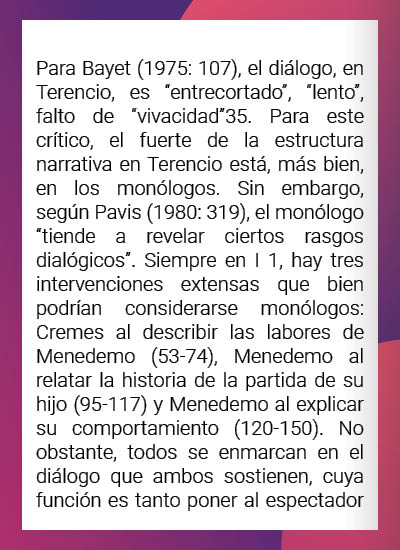 Para Bayet (1975: 107), el diálogo, en
Terencio, es “entrecortado”, “lento”,
falto de “vivacidad”35. Para este
crítico, el fuerte de la estructura
narrativa en Terencio está, más bien,
en los monólogos. Sin embargo,
según Pavis (1980: 319), el monólogo
“tiende a revelar ciertos rasgos
dialógicos”. Siempre en I 1, hay tres
intervenciones extensas que bien
podrían considerarse monólogos:
Cremes al describir las labores de
Menedemo (53-74), Menedemo al
relatar la historia de la partida de su
hijo (95-117) y Menedemo al explicar
su comportamiento (120-150). No
obstante, todos se enmarcan en el
diálogo que ambos sostienen, cuya
función es tanto poner al espectador